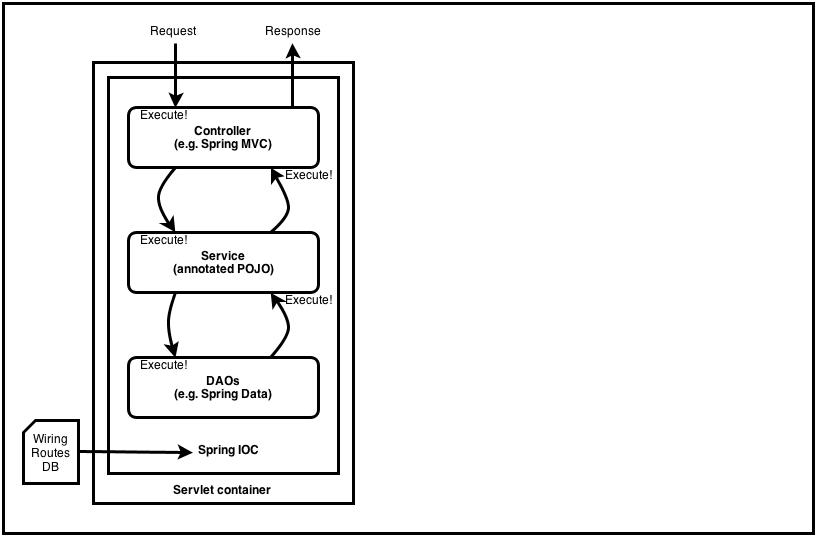 Request
Response
Execute!
Controller
(e.g. Spring MVC)
Execute!
Execute!
Service
(annotated POJO)
Execute!
Execute!
DAOs
(e.g. Spring Data)
Wiring
Routes
DB
Spring IOC
Servlet container